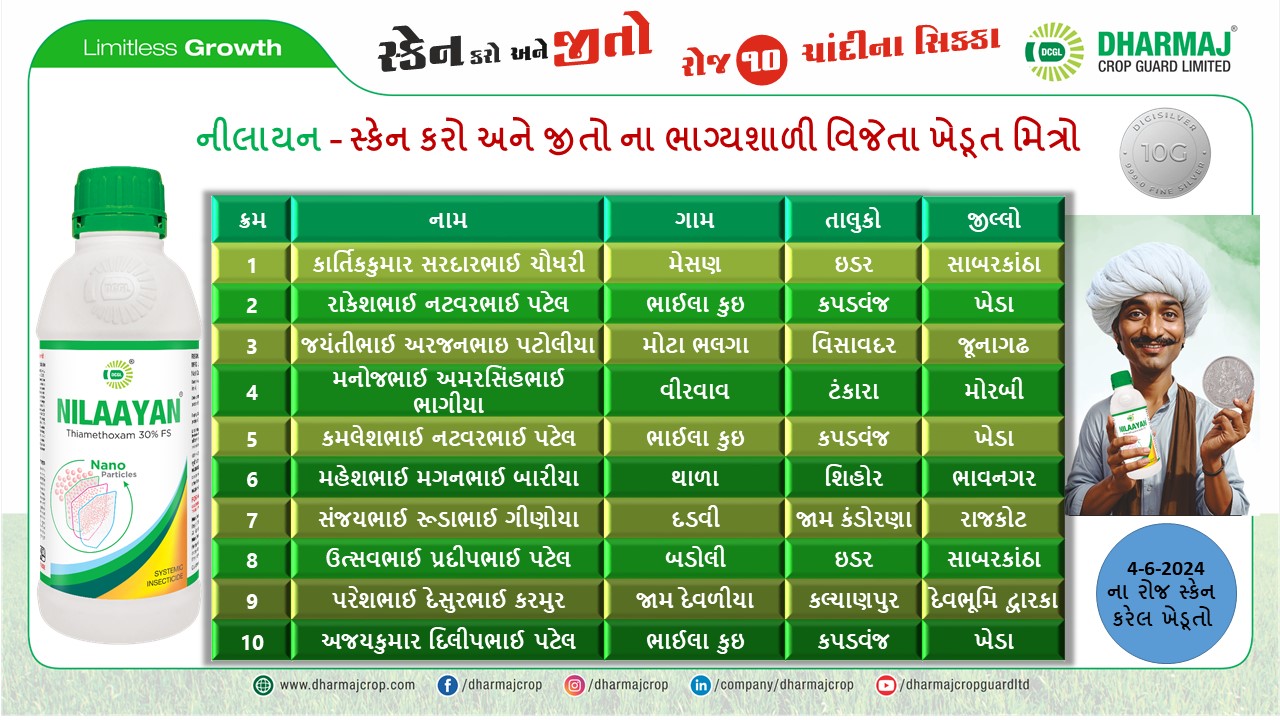 Limitless Growth
સ્કેન કરો અને જીતો રોજ ૧૦ ચાંદીના સિક્કા
DCGL
DHARMAJ®
CROP GUARD LIMITED
નીલાયન - સ્કેન કરો અને જીતો ના ભાગ્યશાળી વિજેતા ખેડૂત મિત્રો
DIGISILVER
10G
999.0 FINE SILVER
ક્રમ નામ ગામ તાલુકો જીલ્લો
1 કાર્તિકકુમાર સરદારભાઈ ચૌધરી મેસણ ઇડર સાબરકાંઠા
2 રાકેશભાઈ નટવરભાઈ પટેલ ભાઈલા કુઇ કપડવંજ ખેડા
3 જયંતીભાઈ અરજનભાઇ પટોલીયા મોટા ભલગા વિસાવદર જૂનાગઢ
4 મનોજભાઈ અમરસિંહભાઈ
ભાગીયા વીરવાવ ટંકારા મોરબી
5 કમલેશભાઈ નટવરભાઈ પટેલ ભાઈલા કુઇ કપડવંજ ખેડા
6 મહેશભાઈ મગનભાઈ બારીયા થાળા શિહોર ભાવનગર
7 સંજયભાઈ રૂડાભાઈ ગીણોયા દડવી જામ કંડોરણા રાજકોટ
8 ઉત્સવભાઈ પ્રદીપભાઈ પટેલ બડોલી ઇડર સાબરકાંઠા
9 પરેશભાઈ દેસુરભાઈ કરમુર જામ દેવળીયા કલ્યાણપુર દેવભૂમિ દ્વારકા
10 અજયકુમાર દિલીપભાઈ પટેલ ભાઈલા કુઇ કપડવંજ ખેડા
DCGL
NILAAYAN®
Thiamethoxam 30% FS
Nano
Particles
SYSTEMIC
INSECTICIDE
NILAAYAN
4-6-2024
ના રોજ સ્કેન
કરેલ ખેડૂતો
www.dharmajcrop.com /dharmajcrop /dharmajcrop /company/dharmajcrop /dharmajcropguardltd